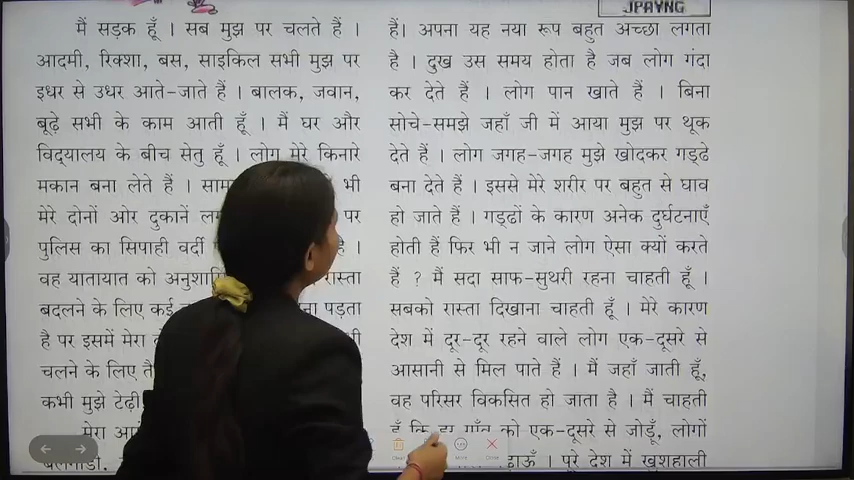 JPAVNG
मैं सड़क हूँ । सब मुझ पर चलते हैं ।
आदमी, रिक्शा, बस, साइकिल सभी मुझ पर
इधर से उधर आते-जाते हैं । बालक, जवान,
बूढ़े सभी के काम आती हूँ । मैं घर और
विद्यालय के बीच सेतु हूँ । लोग मेरे किनारे
मकान बना लेते हैं । भी
मेरे दोनों ओर दुकानें पर
पुलिस का सिपाही वर्दी है ।
वह यातायात को रास्ता
बदलने के लिए कई पड़ता
है पर इसमें मेरा
चलने के लिए
कभी मुझे टेढ़ी
मेरा
हैं। अपना यह नया रूप बहुत अच्छा लगता
है । दुख उस समय होता है जब लोग गंदा
कर देते हैं । लोग पान खाते हैं । बिना
सोचे-समझे जहाँ जी में आया मुझ पर थूक
देते हैं । लोग जगह-जगह मुझे खोदकर गड्ढे
बना देते हैं । इससे मेरे शरीर पर बहुत से घाव
हो जाते हैं । गड्ढों के कारण अनेक दुर्घटनाएँ
होती हैं फिर भी न जाने लोग ऐसा क्यों करते
हैं ? मैं सदा साफ-सुथरी रहना चाहती हूँ ।
सबको रास्ता दिखाना चाहती हूँ । मेरे कारण
देश में दूर-दूर रहने वाले लोग एक-दूसरे से
आसानी से मिल पाते हैं । मैं जहाँ जाती हूँ,
वह परिसर विकसित हो जाता है । मैं चाहती
हूँ कि हर गाँव को एक-दूसरे से जोड़ूँ, लोगों
। पूरे देश में खुशहाली